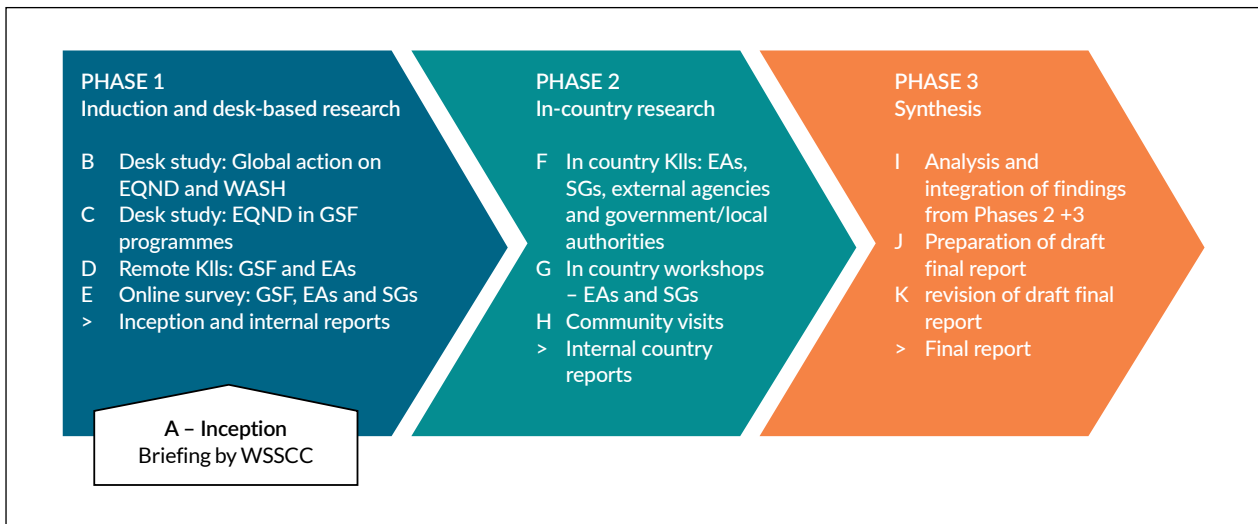 PHASE 1
Induction and desk-based research
B Desk study: Global action on
EQND and WASH
C Desk study: EQND in GSF
programmes
D Remote KIIs: GSF and EAs
E Online survey: GSF, EAs and SGs
> Inception and internal reports
A – Inception
Briefing by WSSCC
PHASE 2
In-country research
F In country KIIs: EAs,
SGs, external agencies
and government/local
authorities
G In country workshops
– EAs and SGs
H Community visits
> Internal country
reports
PHASE 3
Synthesis
I Analysis and
integration of findings
from Phases 2 +3
J Preparation of draft
final report
K revision of draft final
report
> Final report